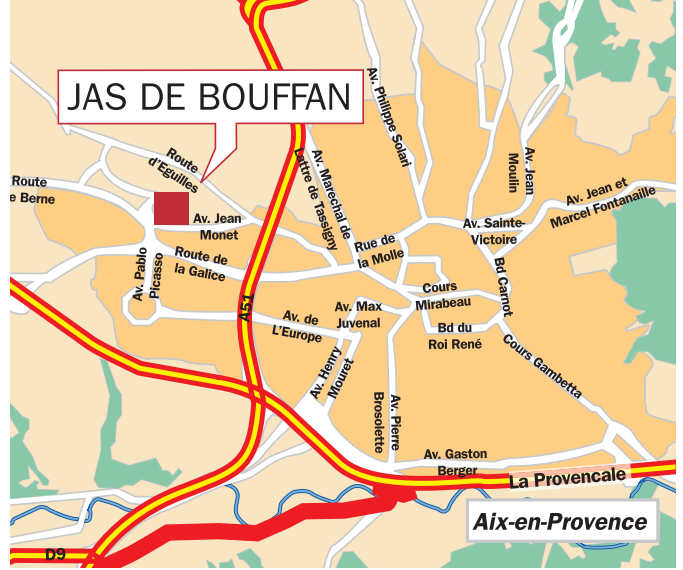 JAS DE BOUFFAN
Av. Philippe Solari
Route
d'Eguilles
Av. Marechal de
Lattre de Tassigny
Av. Jean
Moulin
Route
e Berne
Av. Jean et
Marcel Fontanaille
Av. Jean
Monet
Av. Sainte-
Victoire
Rue de
la Molle
Route de
la Galice
Av. Pablo
Picasso
Bd Carnot
Cours
Mirabeau
A51
Av. Max
Juvenal
Av. de
L'Europe
Bd du
Roi René
Cours Gambetta
Av. Henry
Mouret
Av. Pierre
Brosolette
Av. Gaston
Berger
La Provencale
Aix-en-Provence
D9